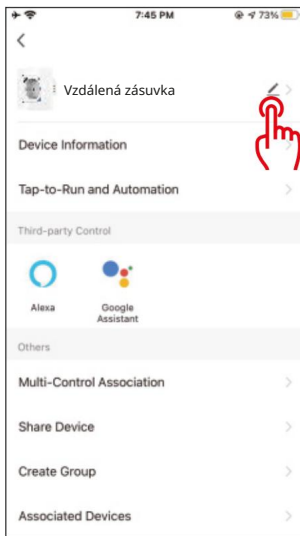 7:45 PM
73%
Vzdálená zásuvka
Device Information
Tap-to-Run and Automation
Third-party Control
Alexa
Google
Assistant
Others
Multi-Control Association
Share Device
Create Group
Associated Devices